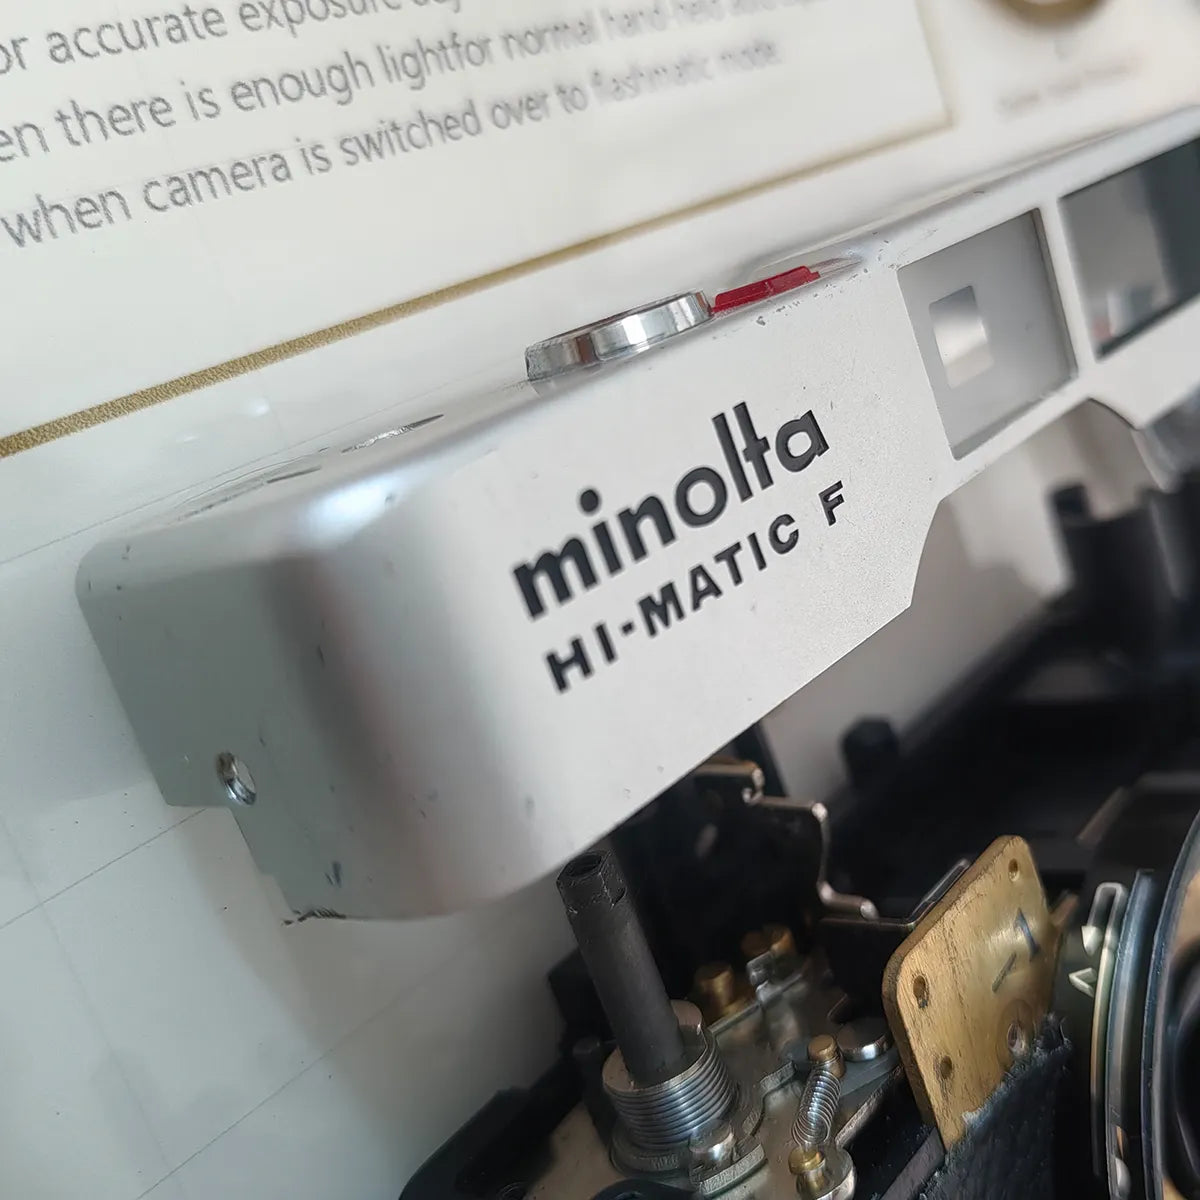 or accurate exposure
en there is enough lightfor normal hand held
when camera is switched over to flashmatic mode.
minolta
HI-MATIC F